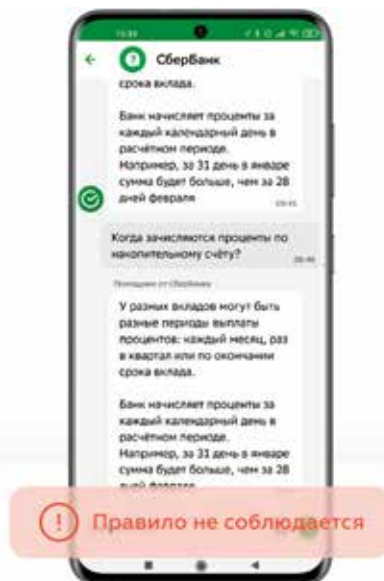 СберБанк
срока вклада.
Банк начисляет проценты за
каждый календарный день в
расчётном периоде.
Например, за 31 день в январе
сумма будет больше, чем за 28
дней февраля
Когда зачисляются проценты по
накопительному счёту?
У разных вкладов могут быть
разные периоды выплаты
процентов: каждый месяц, раз
в квартал или по окончании
срока вклада.
Банк начисляет проценты за
каждый календарный день в
расчётном периоде.
Например, за 31 день в январе
сумма будет больше, чем за 28
дней февраля
Правило не соблюдается